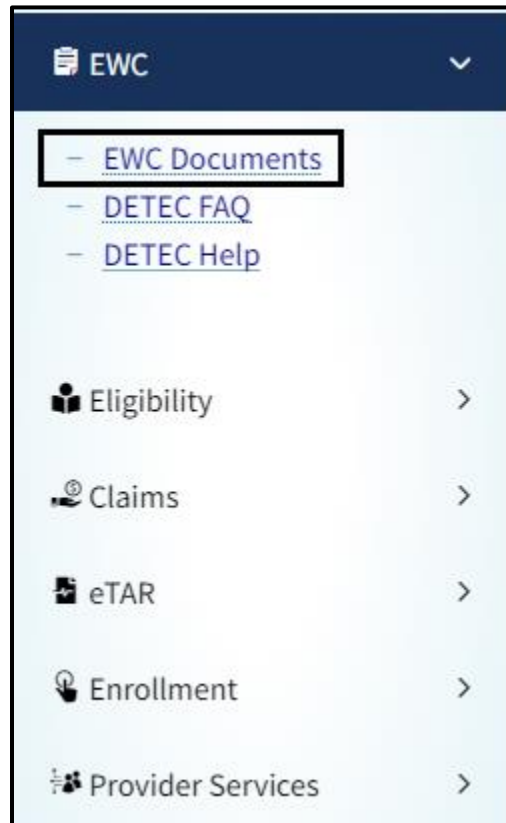 EWC
– EWC Documents
– DETEC FAQ
– DETEC Help
Eligibility
Claims
eTAR
Enrollment
Provider Services